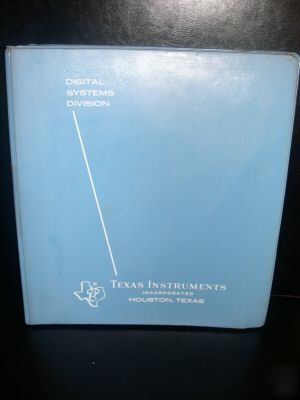 DIGITAL
SYSTEMS
DIVISION
TEXAS INSTRUMENTS
INCORPORATED
HOUSTON, TEXAS